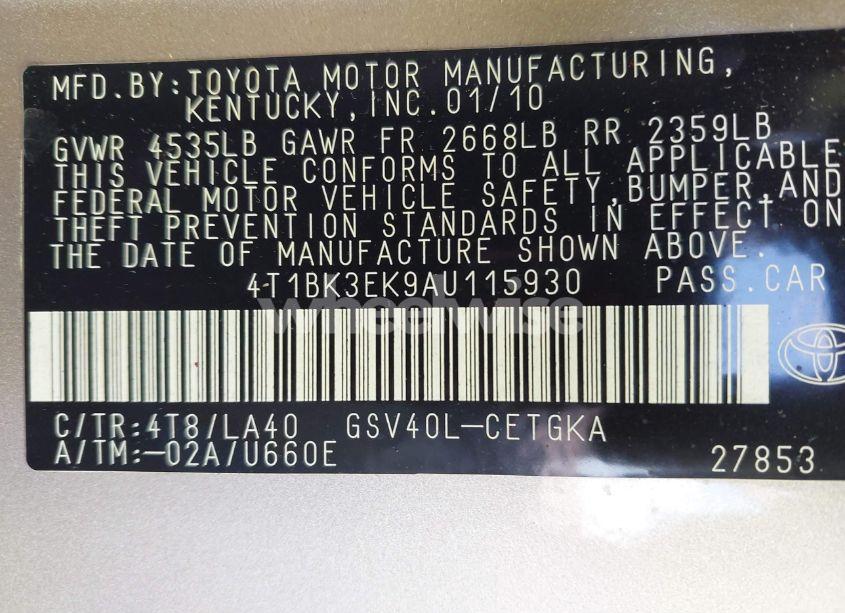 MFD.BY:TOYOTA MOTOR MANUFACTURING,
KENTUCKY,INC.01/10
GVWR 4535LB GAWR FR 2668LB RR 2359LB
THIS VEHICLE CONFORMS TO ALL APPLICABLE
FEDERAL MOTOR VEHICLE SAFETY,BUMPER,AND
THEFT PREVENTION STANDARDS IN EFFECT ON
THE DATE OF MANUFACTURE SHOWN ABOVE.
4T1BK3EK9AU115930 PASS.CAR
wheelwise
C/TR:4T8/LA40 GSV40L-CETGKA
A/TM:-02A/U660E 27853